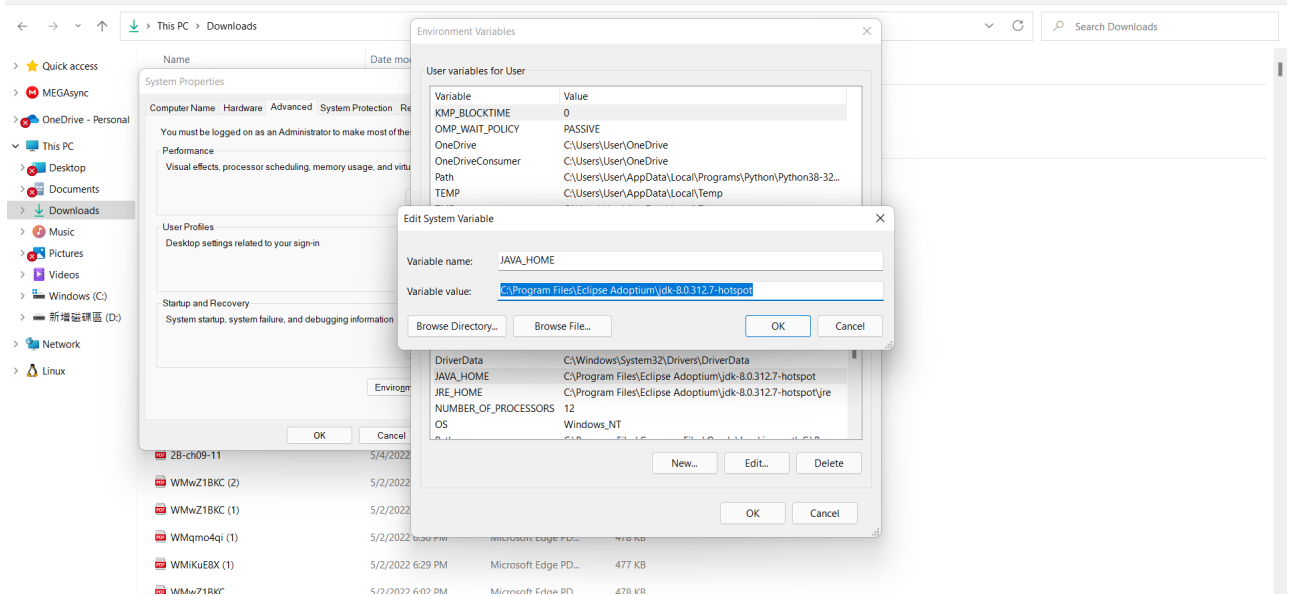 This PC > Downloads
Search Downloads
Quick access
MEGAsync
OneDrive - Personal
This PC
Desktop
Documents
Downloads
Music
Pictures
Videos
Windows (C:)
新增磁碟區 (D:)
Network
Linux
Name
Date mo
System Properties
Computer Name Hardware Advanced System Protection Re
You must be logged on as an Administrator to make most of the
Performance
Visual effects, processor scheduling, memory usage, and virtu
User Profiles
Desktop settings related to your sign-in
Startup and Recovery
System startup, system failure, and debugging information
Environm
OK Cancel
Environment Variables
User variables for User
Variable Value
KMP_BLOCKTIME 0
OMP_WAIT_POLICY PASSIVE
OneDrive C:\Users\User\OneDrive
OneDriveConsumer C:\Users\User\OneDrive
Path C:\Users\User\AppData\Local\Programs\Python\Python38-32...
TEMP C:\Users\User\AppData\Local\Temp
Edit System Variable
Variable name: JAVA_HOME
Variable value: C:\Program Files\Eclipse Adoptium\jdk-8.0.312.7-hotspot
Browse Directory... Browse File... OK Cancel
DriverData C:\Windows\System32\Drivers\DriverData
JAVA_HOME C:\Program Files\Eclipse Adoptium\jdk-8.0.312.7-hotspot
JRE_HOME C:\Program Files\Eclipse Adoptium\jdk-8.0.312.7-hotspot\jre
NUMBER_OF_PROCESSORS 12
OS Windows_NT
New... Edit... Delete
OK Cancel
2B-ch09-11 5/4/2022
WMwZ1BKC (2) 5/2/2022
WMwZ1BKC (1) 5/2/2022
WMqmo4qi (1) 5/2/2022 6:30 PM Microsoft Edge PD... 478 KB
WMiKuE8X (1) 5/2/2022 6:29 PM Microsoft Edge PD... 477 KB
WMwZ1BKC 5/2/2022 6:02 PM Microsoft Edge PD... 478 KB